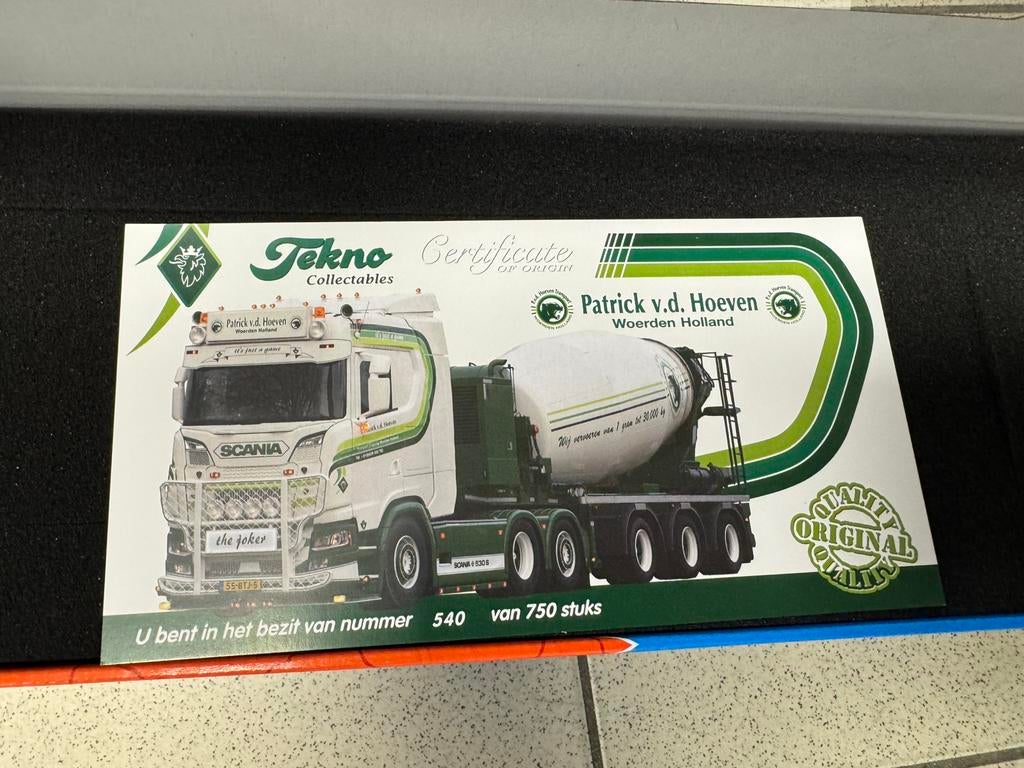 Tekno
Collectables
Certificate
OF ORIGIN
Patrick v.d. Hoeven
Woerden Holland
Patrick v.d. Hoeven
Woerden Holland
it's just a game
SCANIA
the joker
55-BTJ-5
SCANIA 630 S
Wij vervoeren van 1 gram tot 30.000 kg
QUALITY
ORIGINAL
QUALITY
U bent in het bezit van nummer 540 van 750 stuks